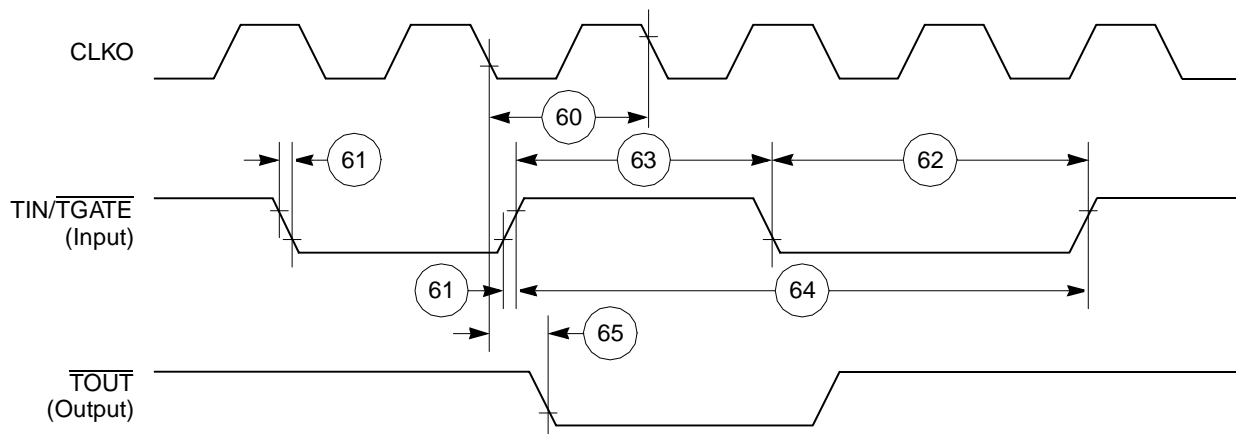 CLKO
60
61
63
62
TIN/TGATE
(Input)
61
64
65
TOUT
(Output)